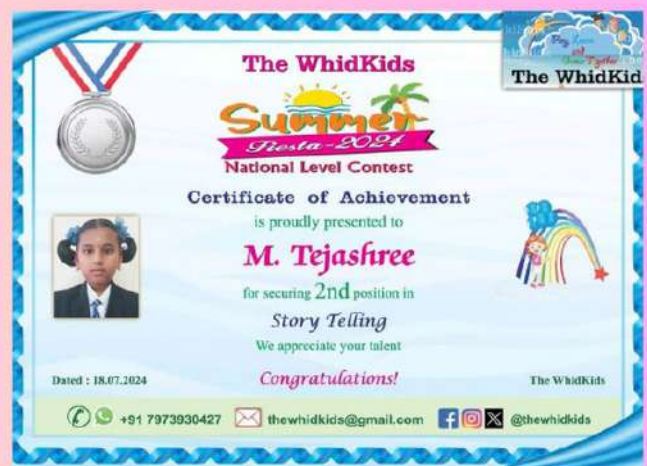 The WhidKids
The WhidKid
Summer
Fiesta-2024
National Level Contest
Certificate of Achievement
is proudly presented to
M. Tejashree
for securing 2nd position in
Story Telling
We appreciate your talent
Dated : 18.07.2024
Congratulations!
The WhidKids
+91 7973930427
thewhidkids@gmail.com
@thewhidkids